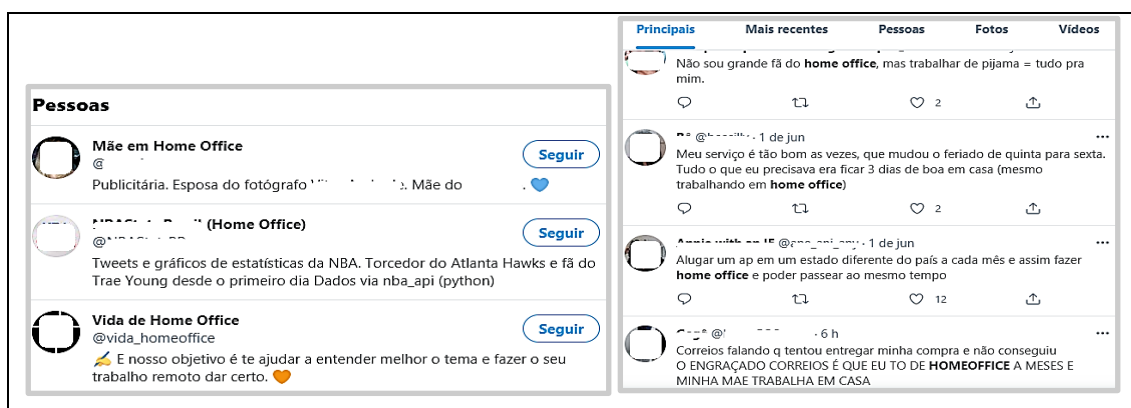 Pessoas
Mãe em Home Office
@
Seguir
Publicitária. Esposa do fotógrafo Mãe do . 💙
(Home Office)
Seguir
Tweets e gráficos de estatísticas da NBA. Torcedor do Atlanta Hawks e fã do
Trae Young desde o primeiro dia Dados via nba_api (python)
Vida de Home Office
@vida_homeoffice
Seguir
✍️ E nosso objetivo é te ajudar a entender melhor o tema e fazer o seu
trabalho remoto dar certo. 🧡
Principais Mais recentes Pessoas Fotos Vídeos
Não sou grande fã do home office, mas trabalhar de pijama = tudo pra
mim.
2
· 1 de jun
Meu serviço é tão bom as vezes, que mudou o feriado de quinta para sexta.
Tudo o que eu precisava era ficar 3 dias de boa em casa (mesmo
trabalhando em home office)
2
· 1 de jun
Alugar um ap em um estado diferente do país a cada mês e assim fazer
home office e poder passear ao mesmo tempo
12
· 6 h
Correios falando q tentou entregar minha compra e não conseguiu
O ENGRAÇADO CORREIOS É QUE EU TO DE HOMEOFFICE A MESES E
MINHA MAE TRABALHA EM CASA